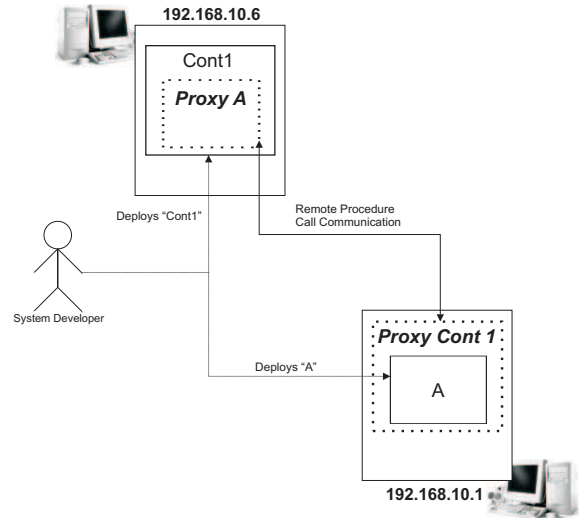 192.168.10.6
Cont1
Proxy A
Deploys “Cont1”
Remote Procedure
Call Communication
System Developer
Proxy Cont 1
Deploys “A”
A
192.168.10.1